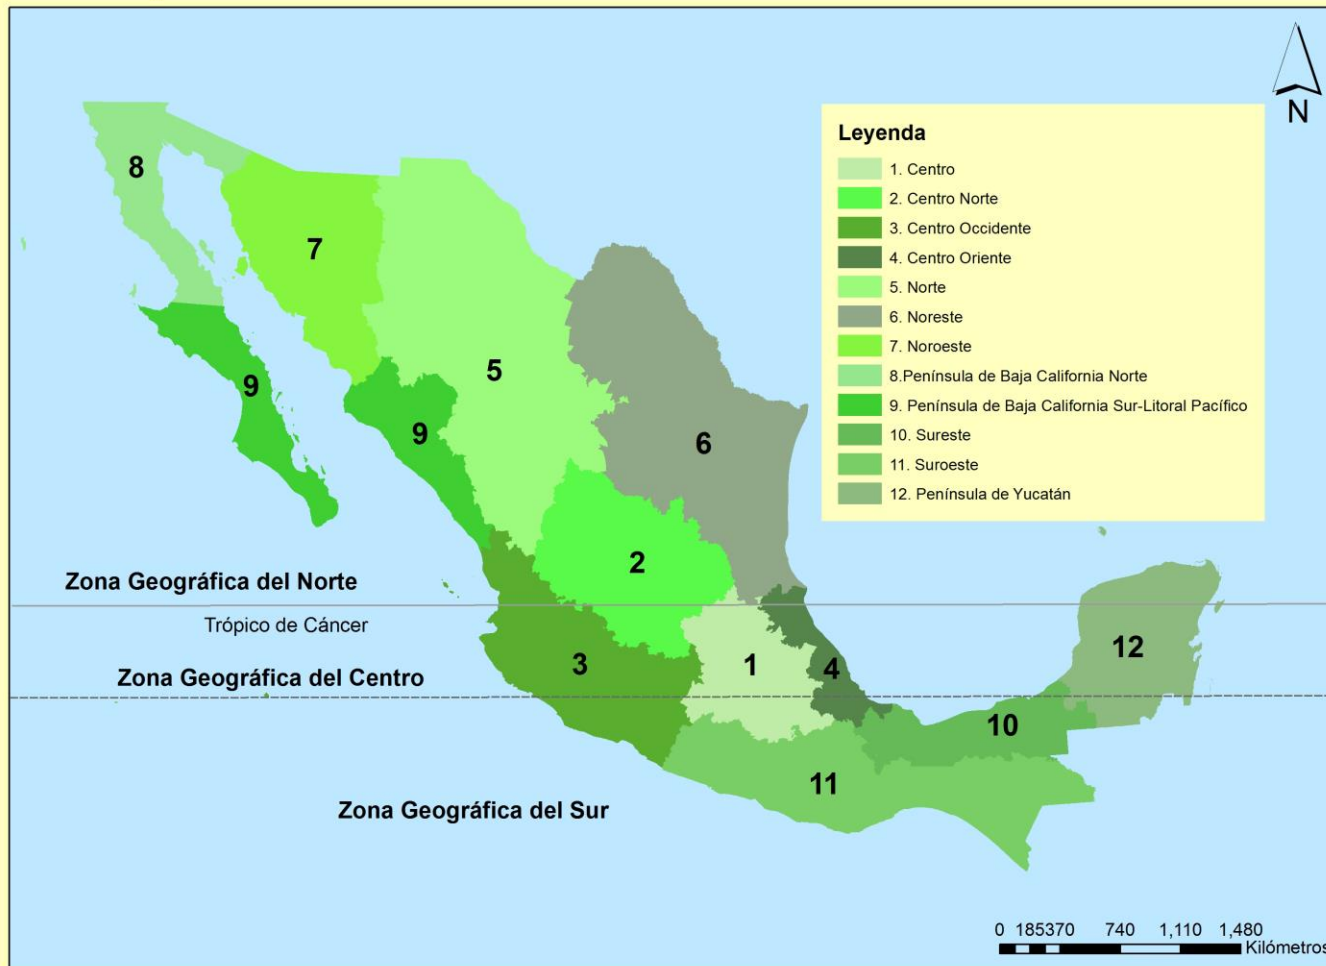 N
Leyenda
1. Centro
2. Centro Norte
3. Centro Occidente
4. Centro Oriente
5. Norte
6. Noreste
7. Noroeste
8.Península de Baja California Norte
9. Península de Baja California Sur-Litoral Pacífico
10. Sureste
11. Suroeste
12. Península de Yucatán
8
7
5
9
9
6
2
Zona Geográfica del Norte
Trópico de Cáncer
12
3
1
4
Zona Geográfica del Centro
10
11
Zona Geográfica del Sur
0 185370 740 1,110 1,480
Kilómetros